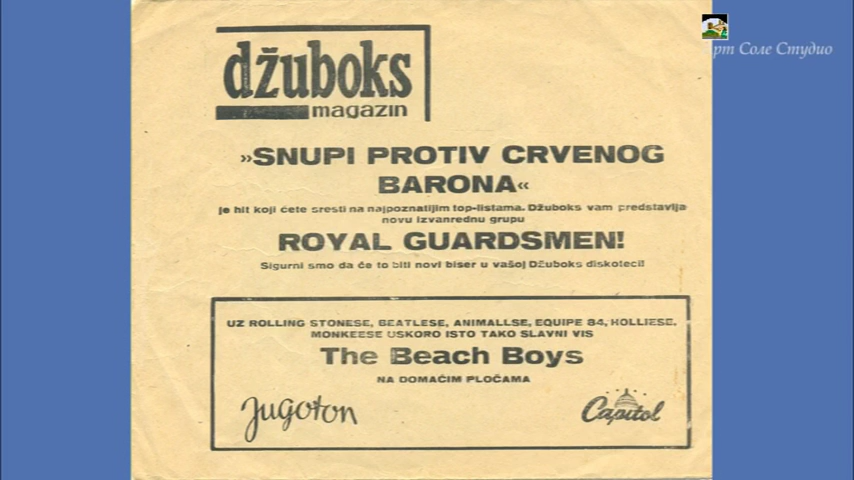 рт Соле Студио
džuboks
magazin
»SNUPI PROTIV CRVENOG
BARONA«
je hit koji ćete sresti na najpoznatijim top-listama. Džuboks vam predstavlja
novu izvanrednu grupu
ROYAL GUARDSMEN!
Sigurni smo da će to biti novi biser u vašoj Džuboks diskoteci!
UZ ROLLING STONESE, BEATLESE, ANIMALLSE, EQUIPE 84, HOLLIESE,
MONKEESE USKORO ISTO TAKO SLAVNI VIS
The Beach Boys
NA DOMAĆIM PLOČAMA
Jugoton
Capitol